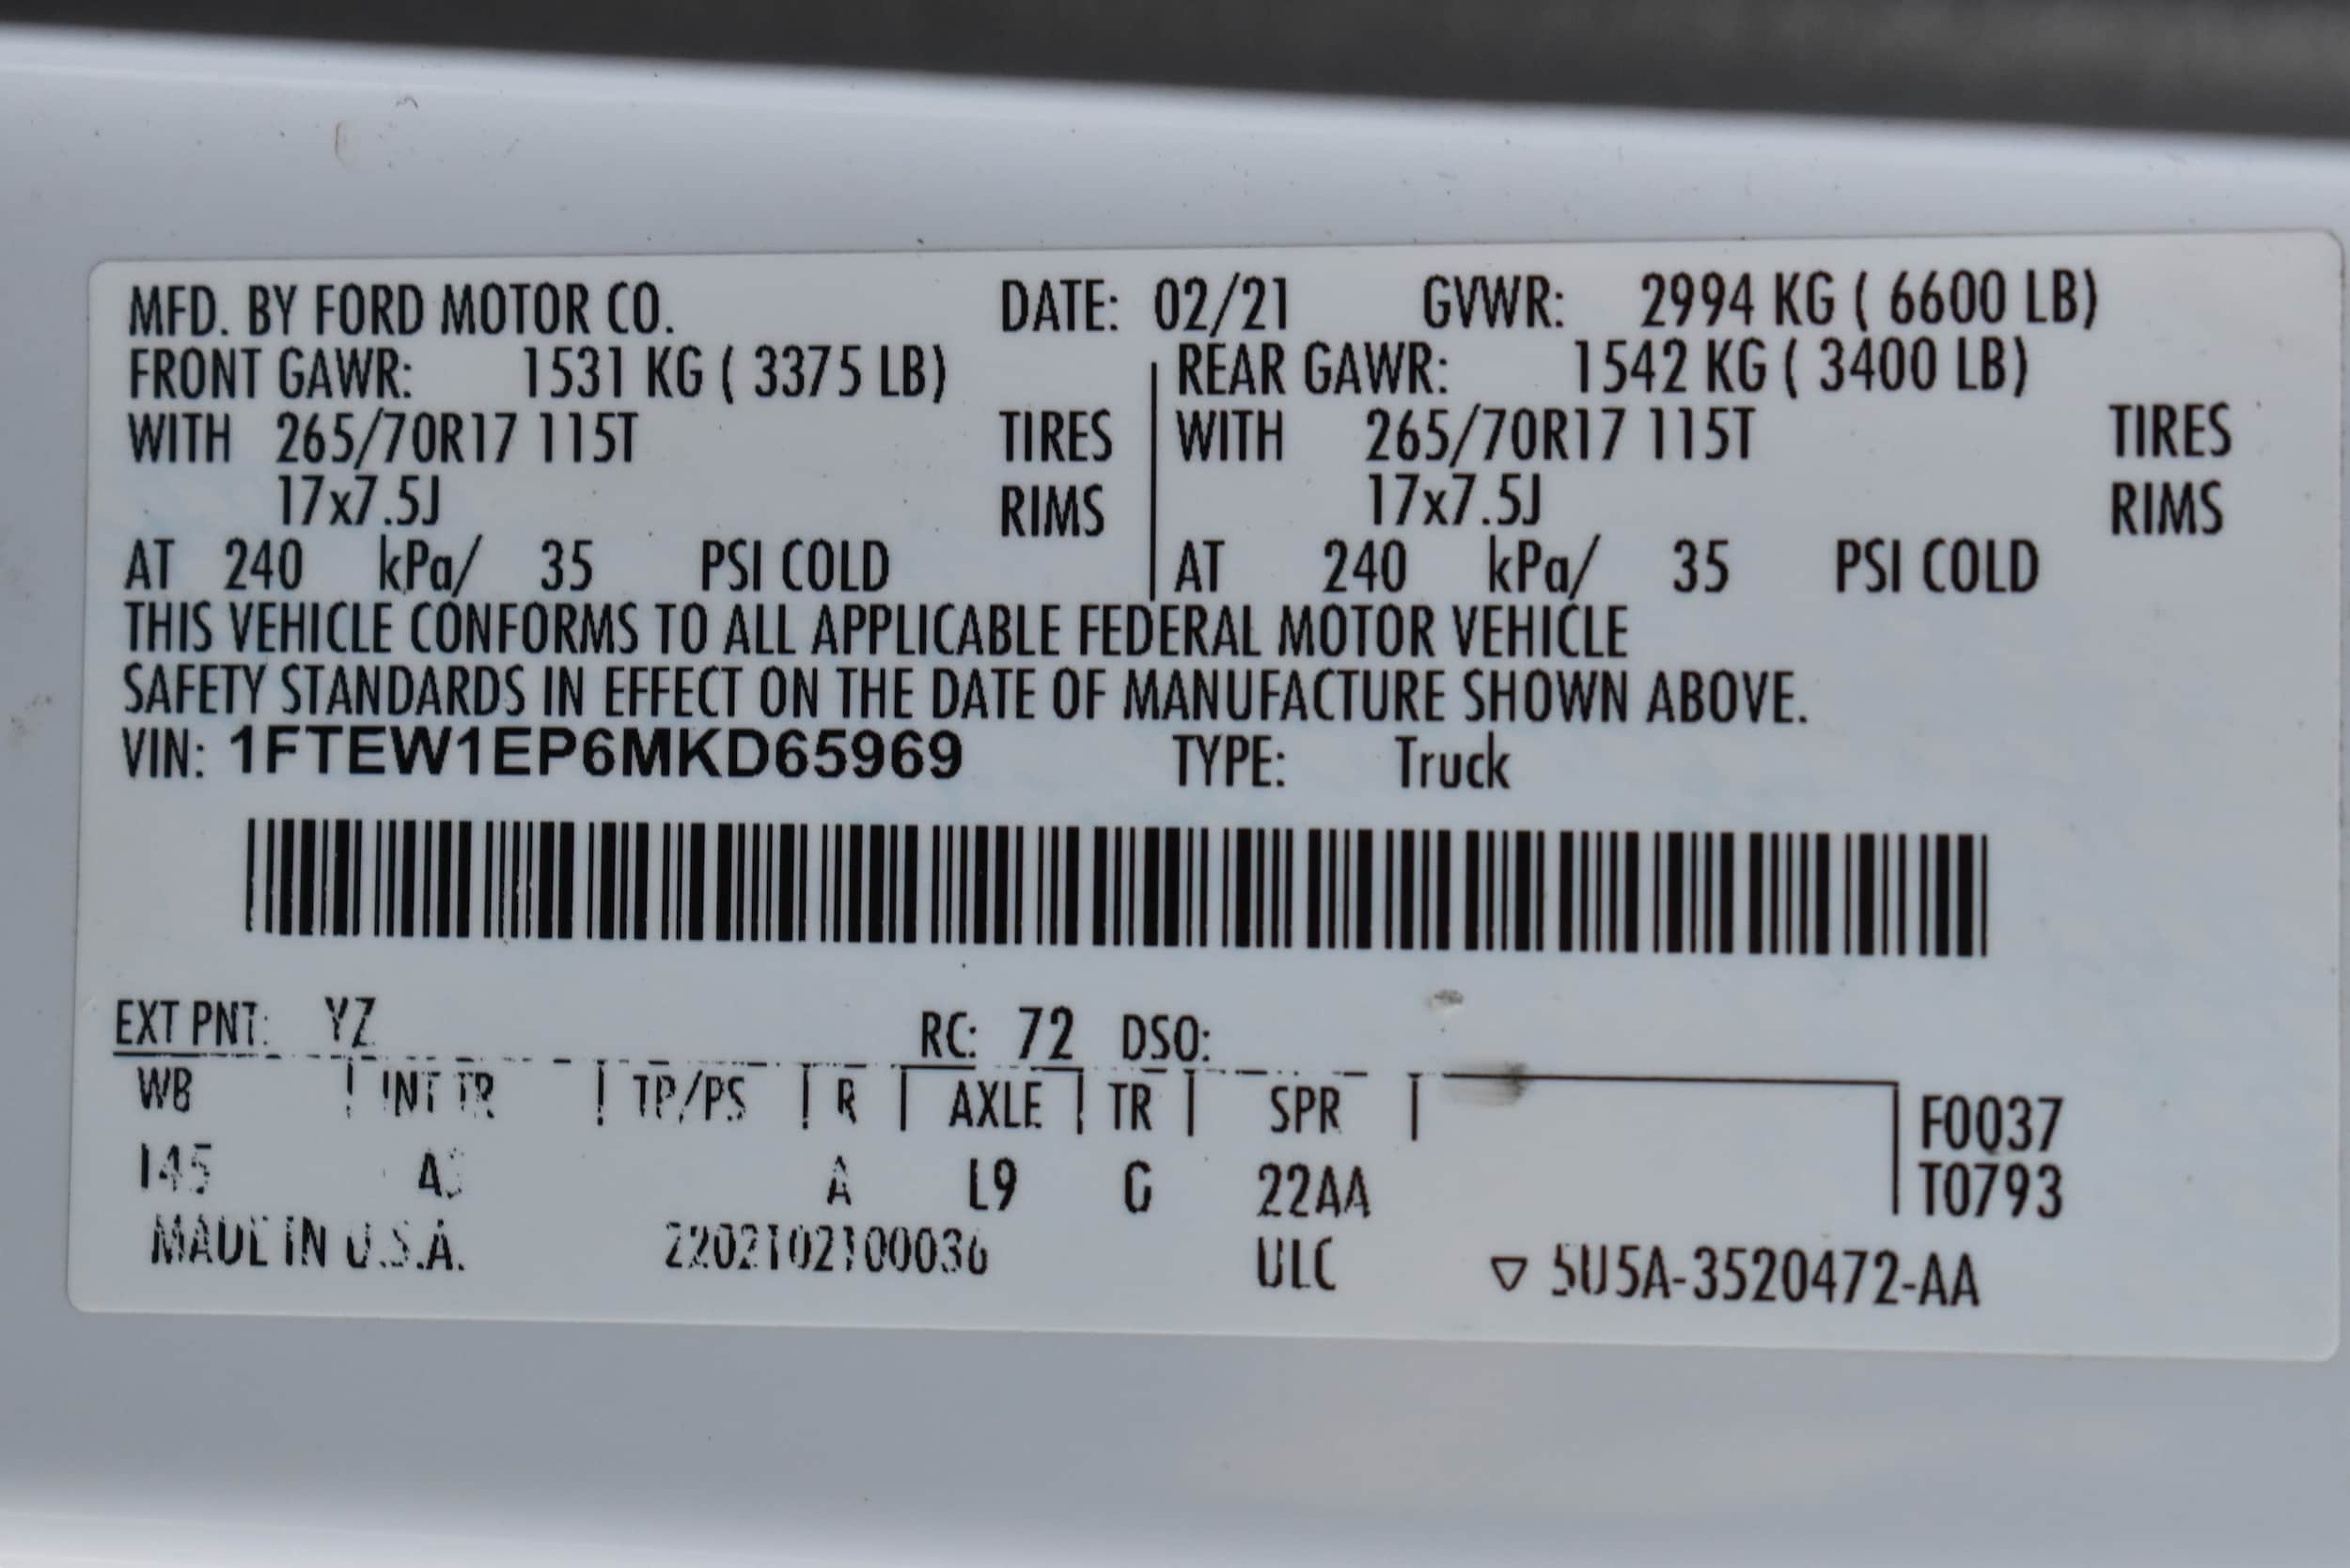 MFD. BY FORD MOTOR CO. DATE: 02/21 GVWR: 2994 KG ( 6600 LB)
FRONT GAWR: 1531 KG ( 3375 LB) REAR GAWR: 1542 KG ( 3400 LB)
WITH 265/70R17 115T TIRES WITH 265/70R17 115T TIRES
17x7.5J RIMS 17x7.5J RIMS
AT 240 kPa/ 35 PSI COLD AT 240 kPa/ 35 PSI COLD
THIS VEHICLE CONFORMS TO ALL APPLICABLE FEDERAL MOTOR VEHICLE
SAFETY STANDARDS IN EFFECT ON THE DATE OF MANUFACTURE SHOWN ABOVE.
VIN: 1FTEW1EP6MKD65969 TYPE: Truck
EXT PNT: YZ RC: 72 DSO:
WB INT TR TP/PS R AXLE TR SPR F0037
145 A L9 G 22AA T0793
MADE IN U.S.A. 2202102100036 ULC ▽ 5U5A-3520472-AA